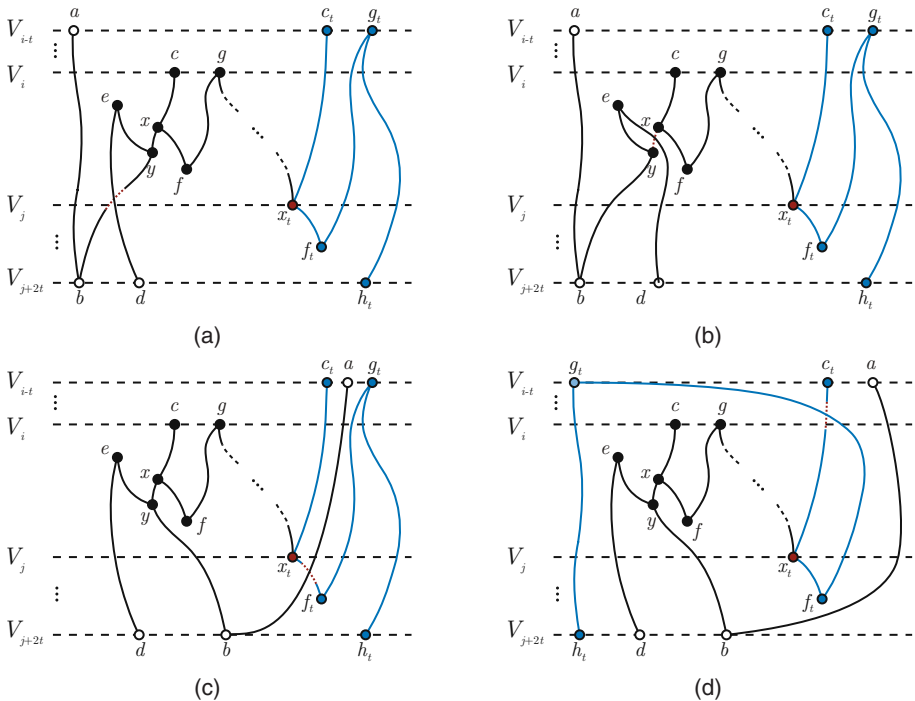 a c_t g_t a c_t g_t
V_{i-t} V_{i-t}
c g c g
V_i V_i
e e
x x
y f y f
V_j V_j
x_t x_t
f_t f_t
V_{j+2t} V_{j+2t}
b d h_t b d h_t
(a) (b)
c_t a g_t g_t c_t a
V_{i-t} V_{i-t}
c g c g
V_i V_i
e e
x x
y f y f
V_j V_j
x_t x_t
f_t f_t
V_{j+2t} V_{j+2t}
d b h_t h_t d b
(c) (d)